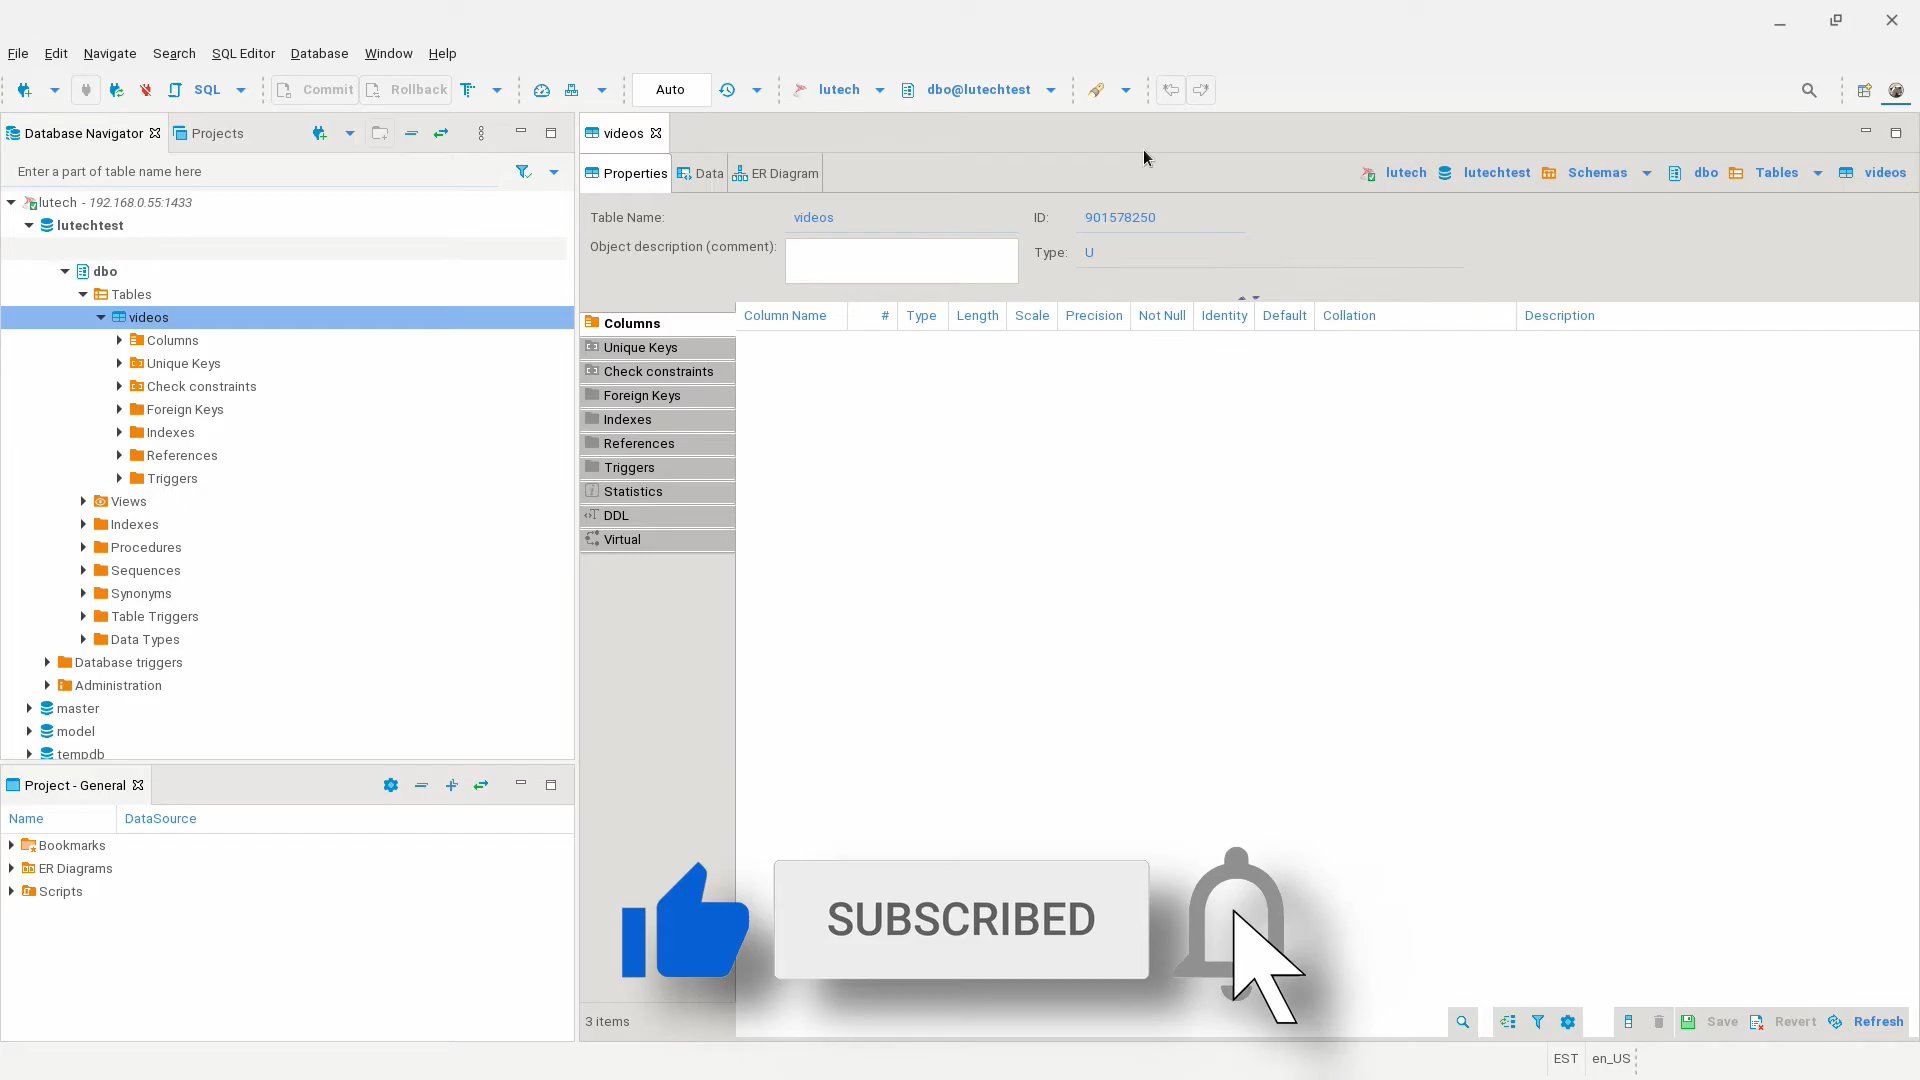 File Edit Navigate Search SQL Editor Database Window Help
SQL Commit Rollback Auto lutech dbo@lutechtest
Database Navigator Projects
Enter a part of table name here
lutech - 192.168.0.55:1433
lutechtest
dbo
Tables
videos
Columns
Unique Keys
Check constraints
Foreign Keys
Indexes
References
Triggers
Views
Indexes
Procedures
Sequences
Synonyms
Table Triggers
Data Types
Database triggers
Administration
master
model
tempdb
Project - General
Name DataSource
Bookmarks
ER Diagrams
Scripts
videos
Properties Data ER Diagram lutech lutechtest Schemas dbo Tables videos
Table Name: videos ID: 901578250
Object description (comment): Type: U
Columns
Unique Keys
Check constraints
Foreign Keys
Indexes
References
Triggers
Statistics
DDL
Virtual
Column Name # Type Length Scale Precision Not Null Identity Default Collation Description
SUBSCRIBED
3 items Save Revert Refresh
EST en_US